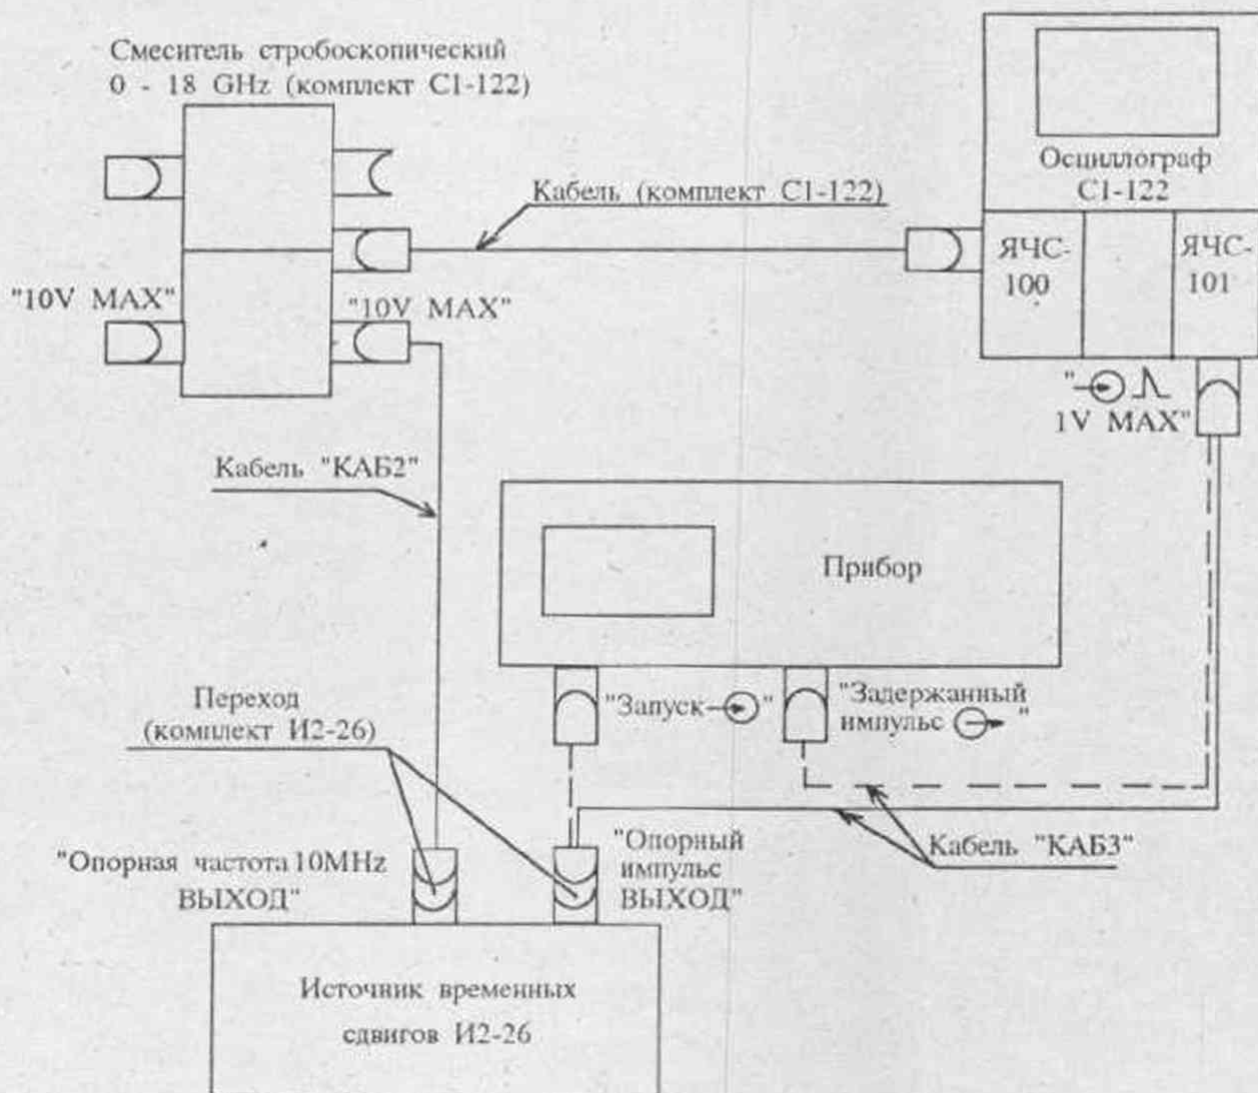 Смеситель стробоскопический
0 - 18 GHz (комплект С1-122)
Осциллограф
С1-122
Кабель (комплект С1-122)
ЯЧС-
100
ЯЧС-
101
"10V MAX"
"10V MAX"
"
1V MAX"
Кабель "КАБ2"
Прибор
Переход
(комплект И2-26)
"Запуск "
"Задержанный
импульс "
"Опорная частота 10MHz
ВЫХОД"
"Опорный
импульс
ВЫХОД"
Кабель "КАБ3"
Источник временных
сдвигов И2-26